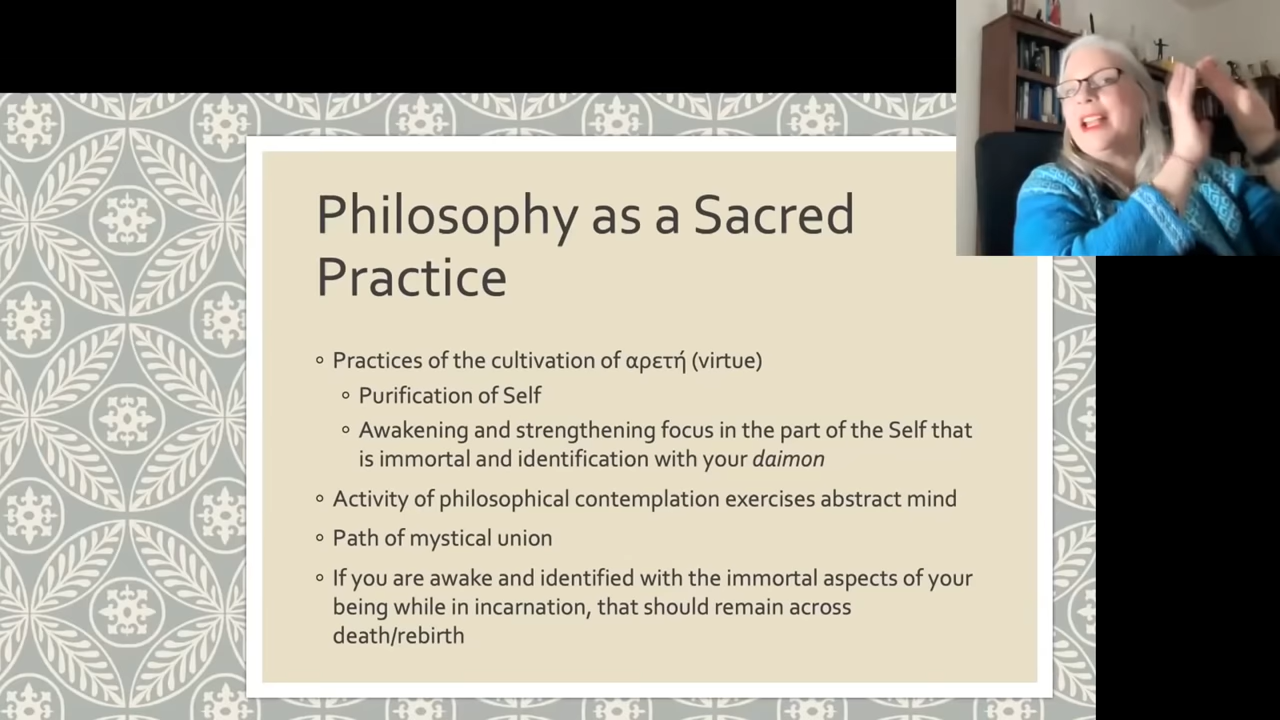 Philosophy as a Sacred
Practice
Practices of the cultivation of αρετή (virtue)
Purification of Self
Awakening and strengthening focus in the part of the Self that
is immortal and identification with your daimon
Activity of philosophical contemplation exercises abstract mind
Path of mystical union
If you are awake and identified with the immortal aspects of your
being while in incarnation, that should remain across
death/rebirth